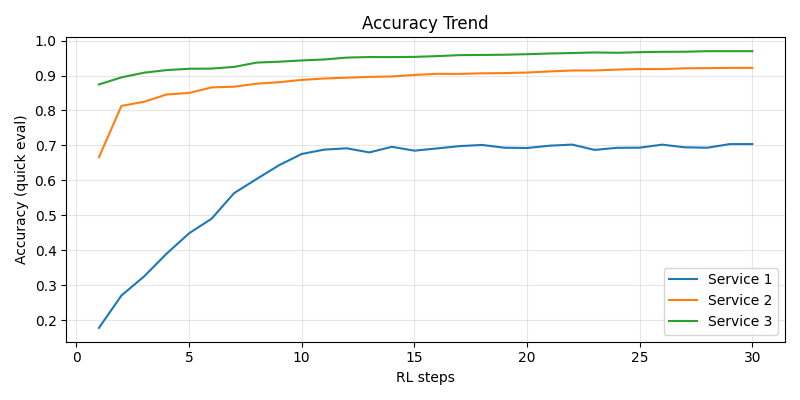 Accuracy Trend
Accuracy (quick eval)
1.0
0.9
0.8
0.7
0.6
0.5
0.4
0.3
0.2
0 5 10 15 20 25 30
RL steps
Service 1
Service 2
Service 3